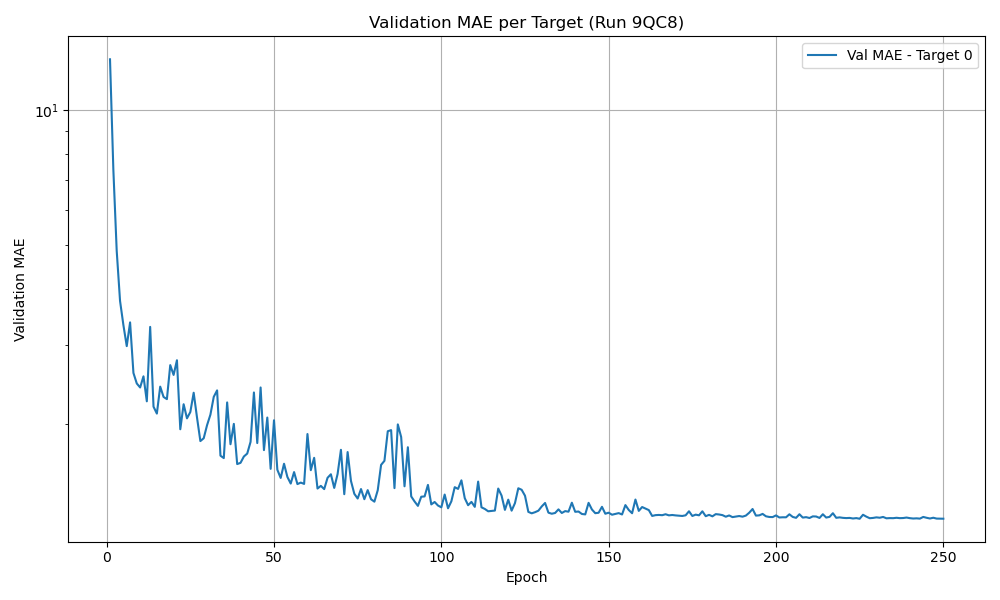 Validation MAE per Target (Run 9QC8)
Val MAE - Target 0
10¹
Validation MAE
0 50 100 150 200 250
Epoch